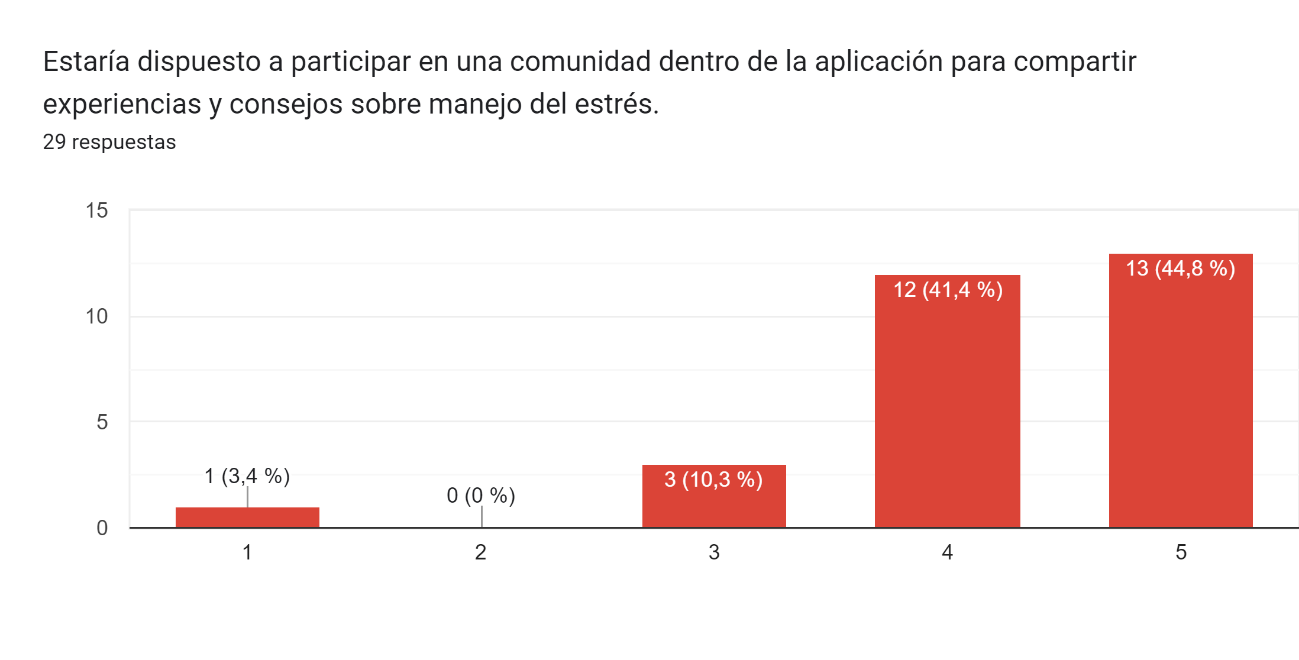 Estaría dispuesto a participar en una comunidad dentro de la aplicación para compartir
experiencias y consejos sobre manejo del estrés.
29 respuestas
15
10
5
0
1 (3,4 %)
0 (0 %)
3 (10,3 %)
12 (41,4 %)
13 (44,8 %)
1
2
3
4
5